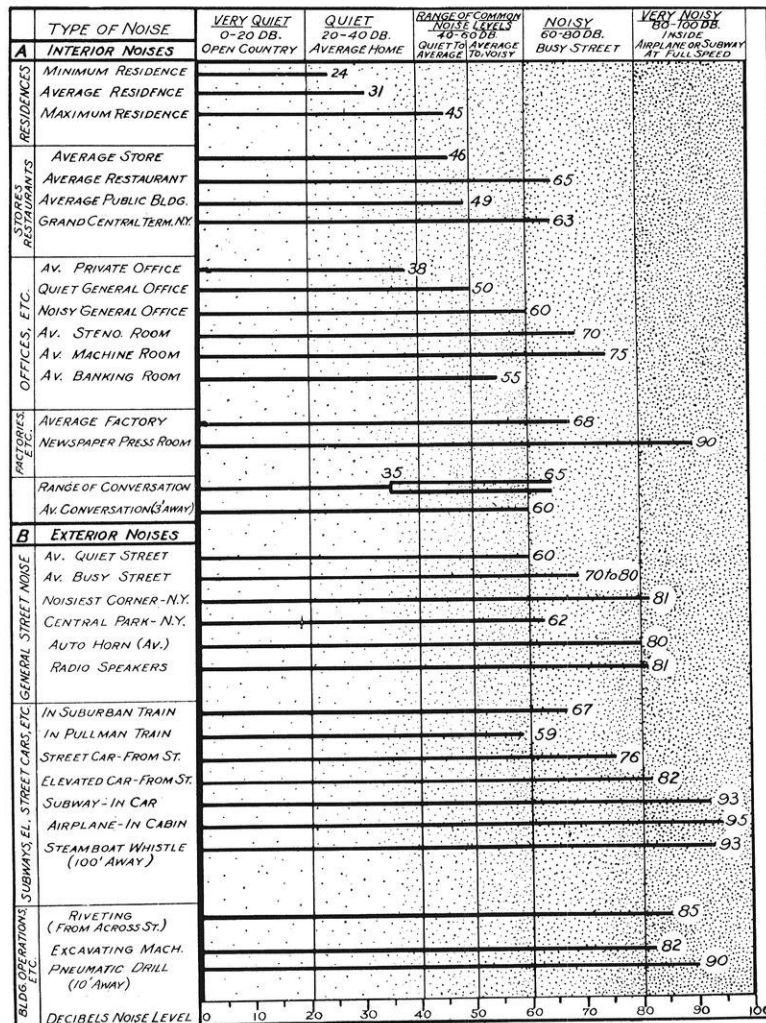 TYPE OF NOISE
VERY QUIET
0-20 DB.
OPEN COUNTRY
QUIET
20-40 DB.
AVERAGE HOME
RANGE OF COMMON
NOISE LEVELS
40-60 DB.
QUIET TO AVERAGE
AVERAGE TO NOISY
NOISY
60-80 DB.
BUSY STREET
VERY NOISY
80-100 DB.
INSIDE
AIRPLANE OR SUBWAY
AT FULL SPEED
A INTERIOR NOISES
RESIDENCES
MINIMUM RESIDENCE 24
AVERAGE RESIDENCE 31
MAXIMUM RESIDENCE 45
STORES
RESTAURANTS
AVERAGE STORE 46
AVERAGE RESTAURANT 65
AVERAGE PUBLIC BLDG. 49
GRAND CENTRAL TERM. N.Y. 63
OFFICES, ETC.
AV. PRIVATE OFFICE 38
QUIET GENERAL OFFICE 50
NOISY GENERAL OFFICE 60
AV. STENO. ROOM 70
AV. MACHINE ROOM 75
AV. BANKING ROOM 55
FACTORIES,
ETC.
AVERAGE FACTORY 68
NEWSPAPER PRESS ROOM 90
RANGE OF CONVERSATION 35 65
AV. CONVERSATION (3' AWAY) 60
B EXTERIOR NOISES
GENERAL STREET NOISE
AV. QUIET STREET 60
AV. BUSY STREET 70 to 80
NOISIEST CORNER-N.Y. 81
CENTRAL PARK-N.Y. 62
AUTO HORN (AV.) 80
RADIO SPEAKERS 81
SUBWAYS, EL, STREET CARS, ETC
IN SUBURBAN TRAIN 67
IN PULLMAN TRAIN 59
STREET CAR-FROM ST. 76
ELEVATED CAR-FROM ST. 82
SUBWAY-IN CAR 93
AIRPLANE-IN CABIN 95
STEAMBOAT WHISTLE 93
(100' AWAY)
BLDG. OPERATIONS,
ETC.
RIVETING 85
(FROM ACROSS ST.)
EXCAVATING MACH. 82
PNEUMATIC DRILL 90
(10' AWAY)
DECIBELS NOISE LEVEL 0 10 20 30 40 50 60 70 80 90 100